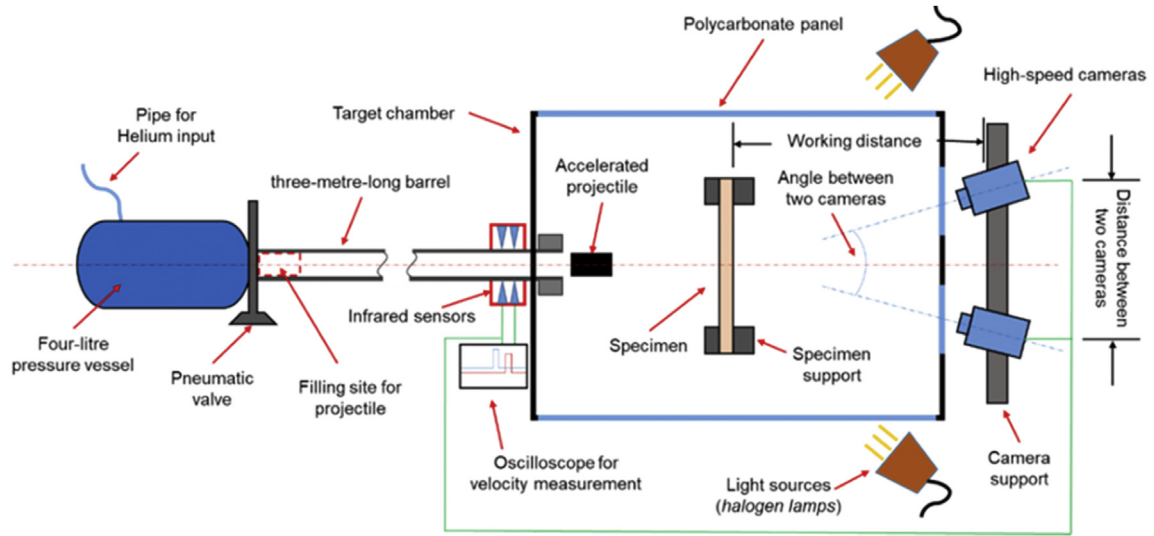 Polycarbonate panel
High-speed cameras
Pipe for
Helium input
Target chamber
Working distance
Accelerated
projectile
Angle between
two cameras
three-metre-long barrel
Distance between
two cameras
Infrared sensors
Specimen
Specimen
support
Four-litre
pressure vessel
Pneumatic
valve
Filling site for
projectile
Oscilloscope for
velocity measurement
Light sources
(halogen lamps)
Camera
support